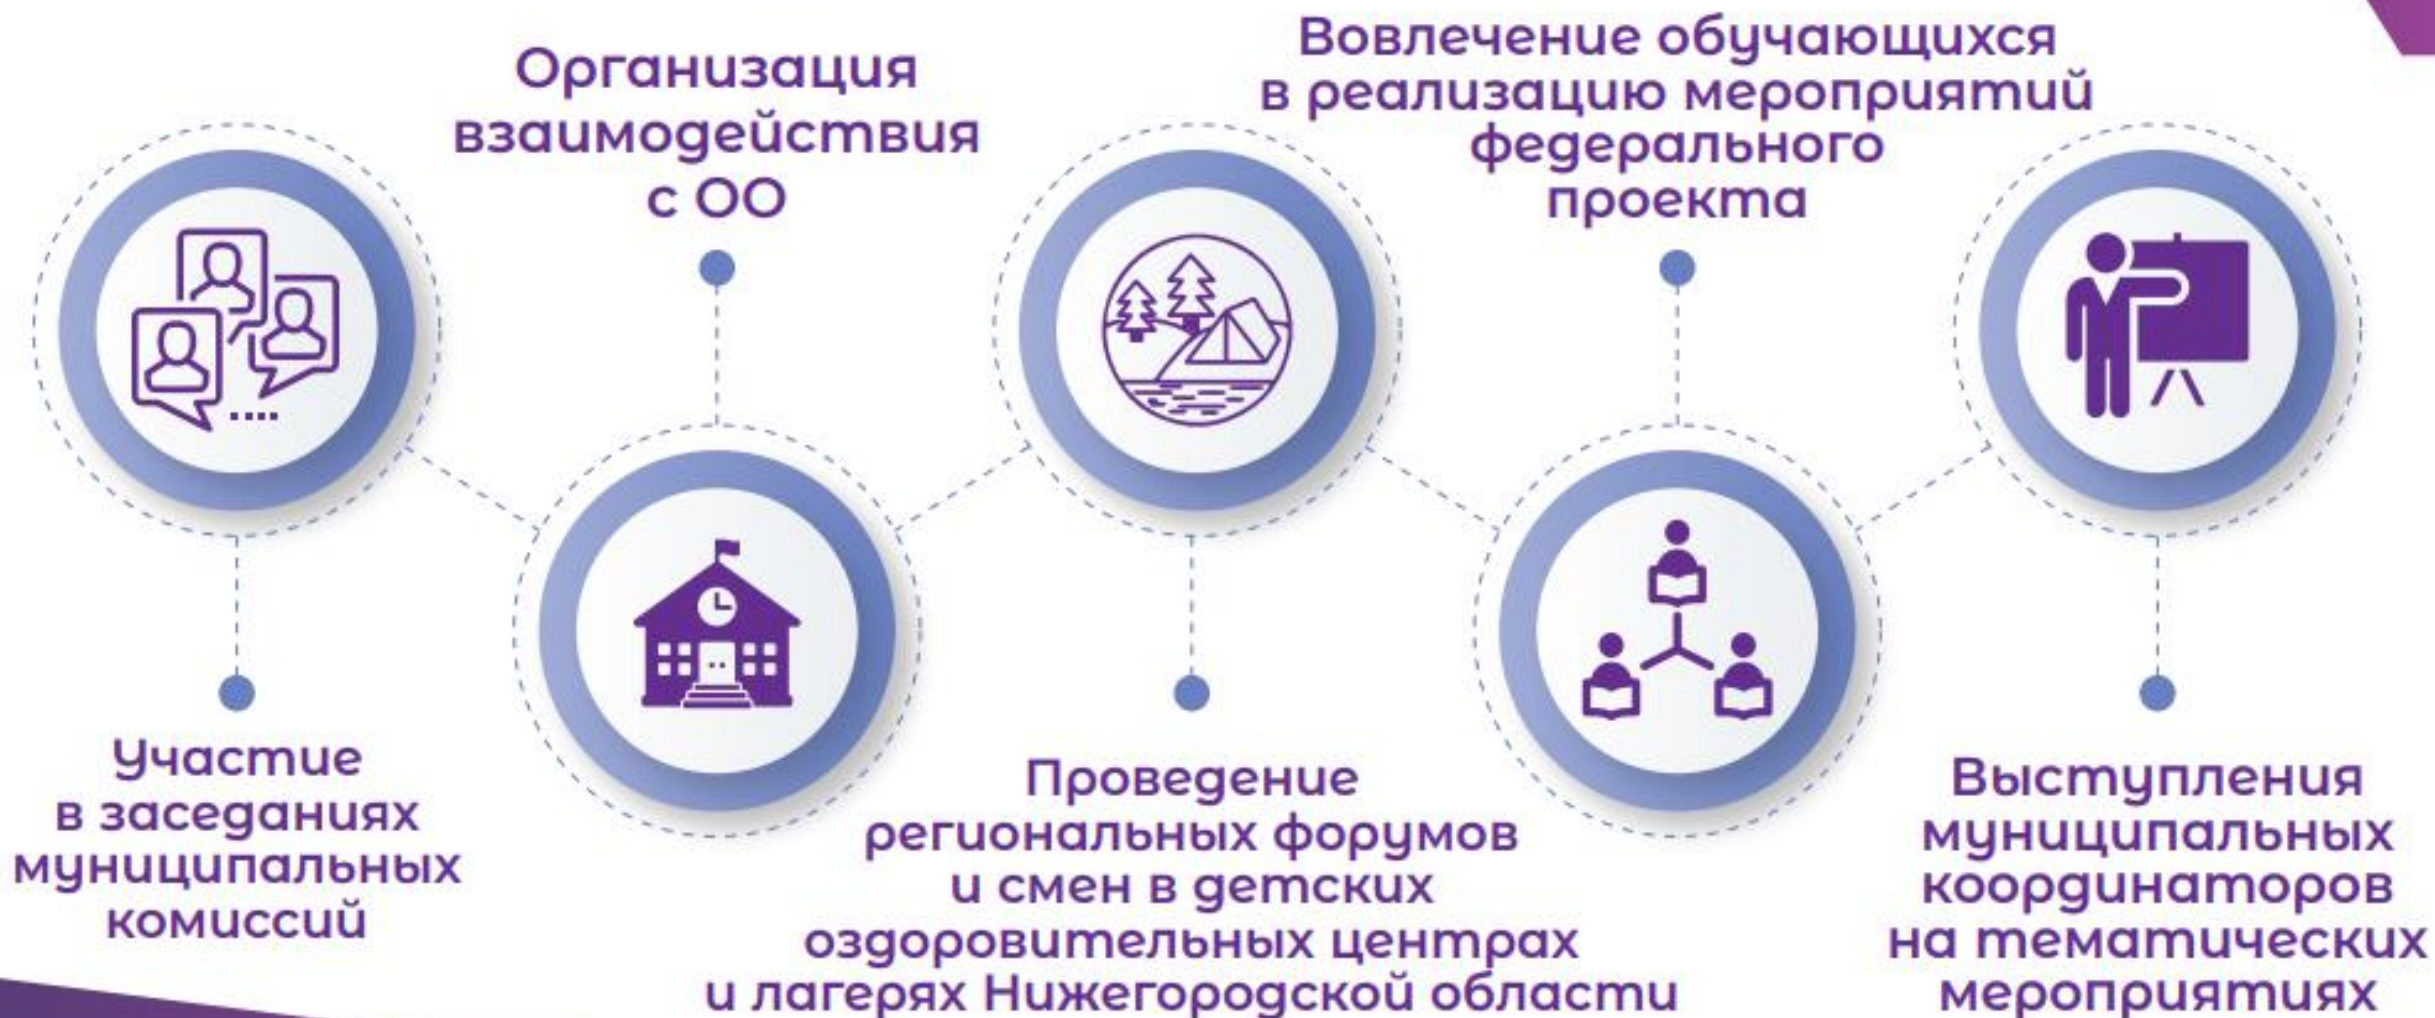 Участие
в заседаниях
муниципальных
комиссий
Организация
взаимодействия
с ОО
Проведение
региональных форумов
и смен в детских
оздоровительных центрах
и лагерях Нижегородской области
Вовлечение обучающихся
в реализацию мероприятий
федерального
проекта
Выступления
муниципальных
координаторов
на тематических
мероприятиях